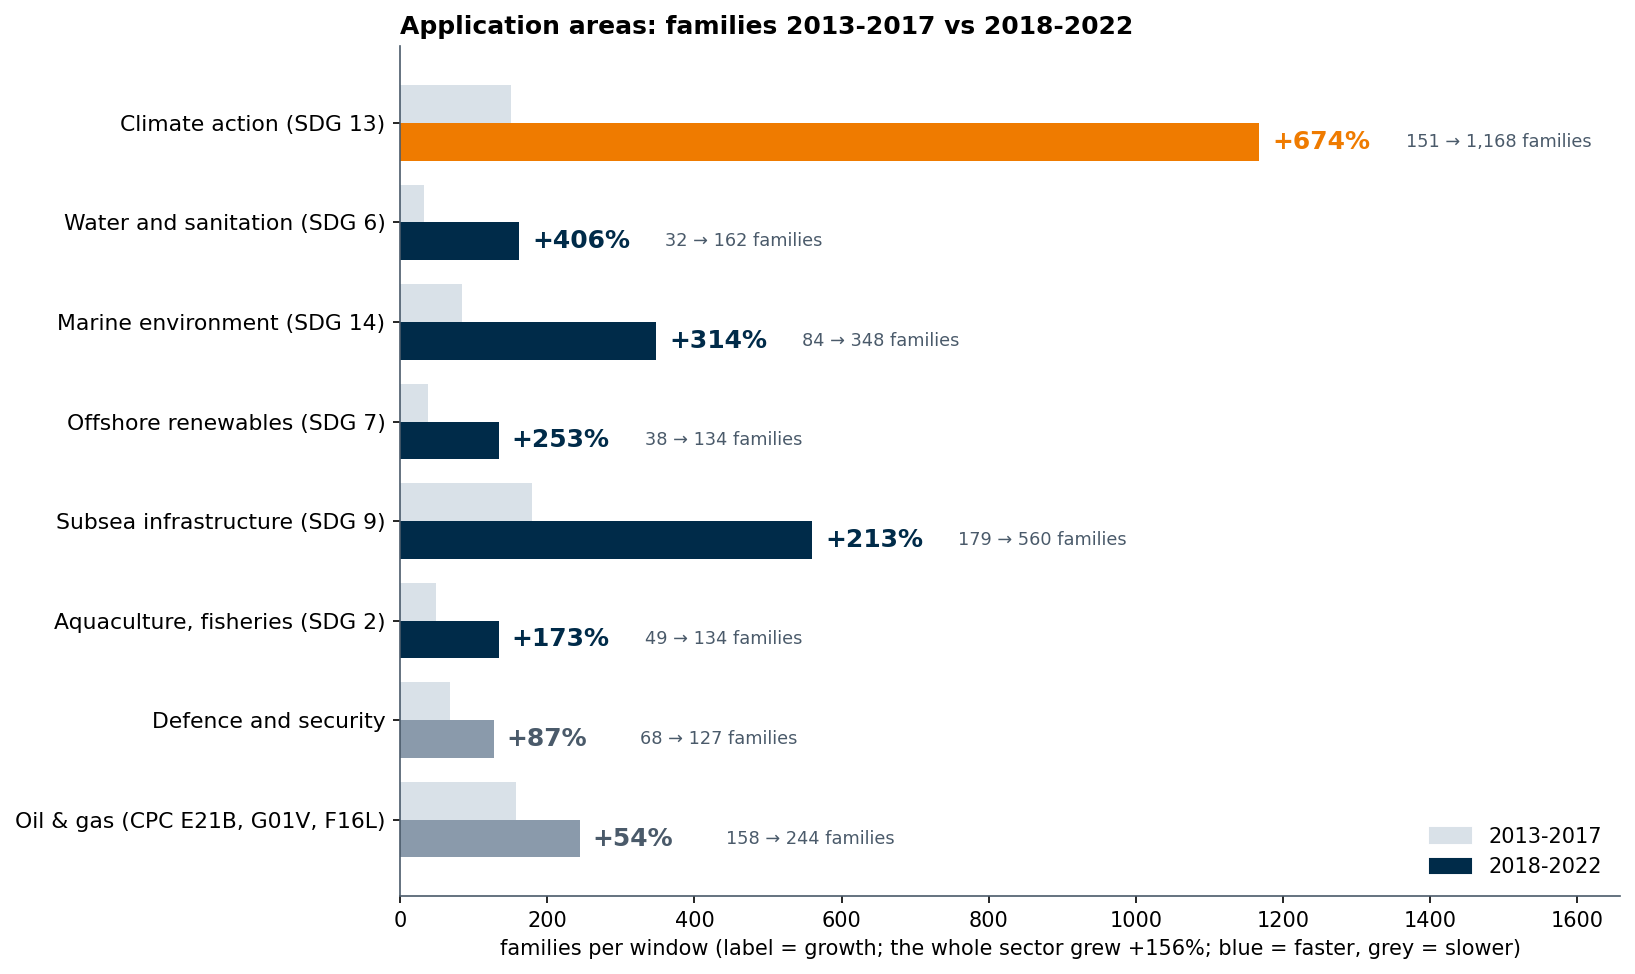 Application areas: families 2013-2017 vs 2018-2022
Climate action (SDG 13)
+674% 151 → 1,168 families
Water and sanitation (SDG 6)
+406% 32 → 162 families
Marine environment (SDG 14)
+314% 84 → 348 families
Offshore renewables (SDG 7)
+253% 38 → 134 families
Subsea infrastructure (SDG 9)
+213% 179 → 560 families
Aquaculture, fisheries (SDG 2)
+173% 49 → 134 families
Defence and security
+87% 68 → 127 families
Oil & gas (CPC E21B, G01V, F16L)
+54% 158 → 244 families
2013-2017
2018-2022
0 200 400 600 800 1000 1200 1400 1600
families per window (label = growth; the whole sector grew +156%; blue = faster, grey = slower)